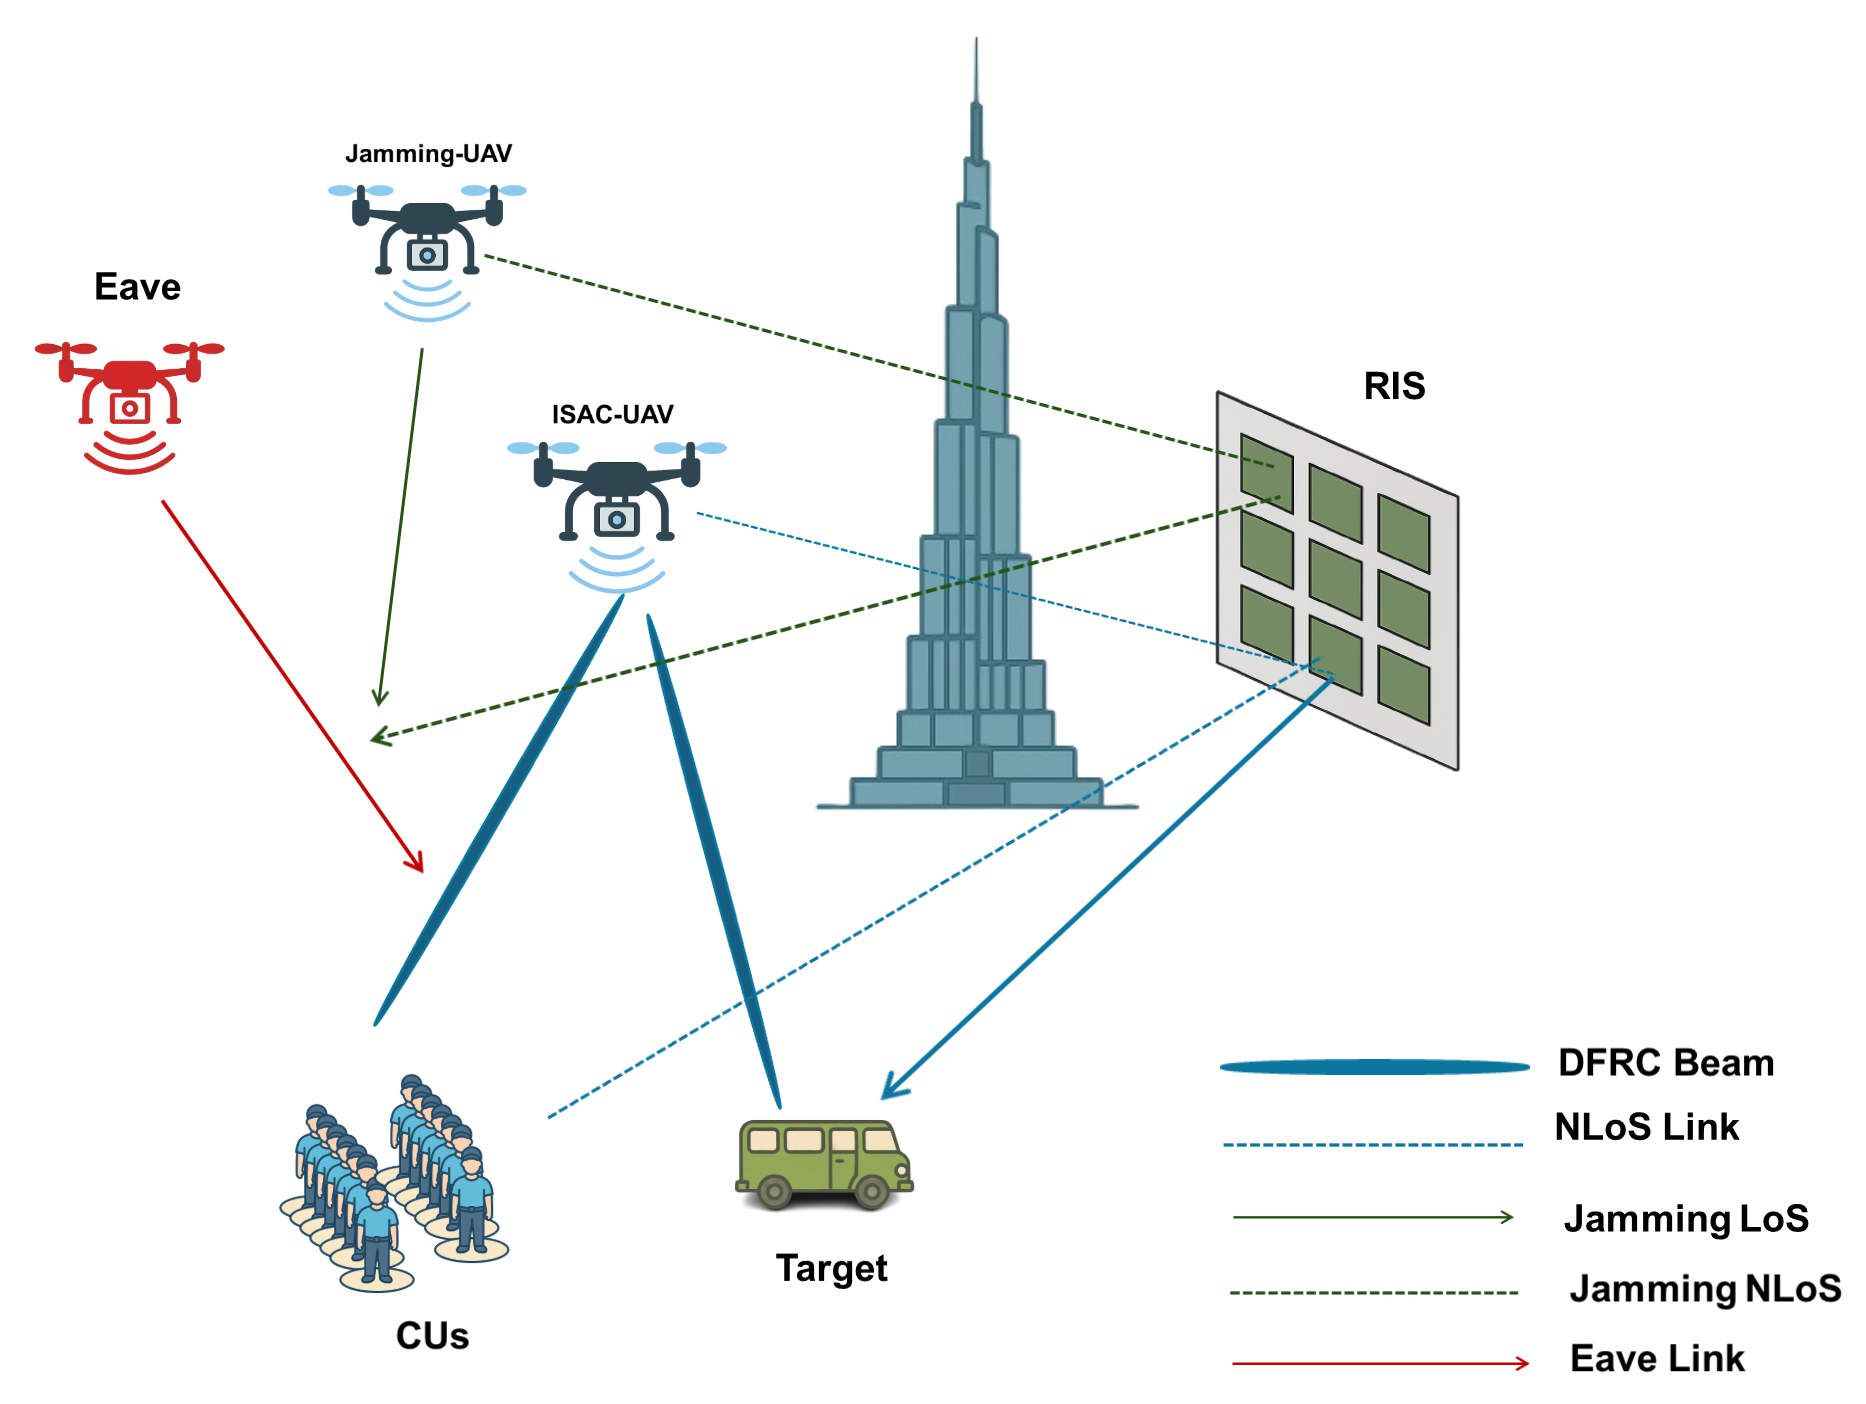 Jamming-UAV
Eave
RIS
ISAC-UAV
DFRC Beam
NLoS Link
Jamming LoS
Target
Jamming NLoS
CUs
Eave Link